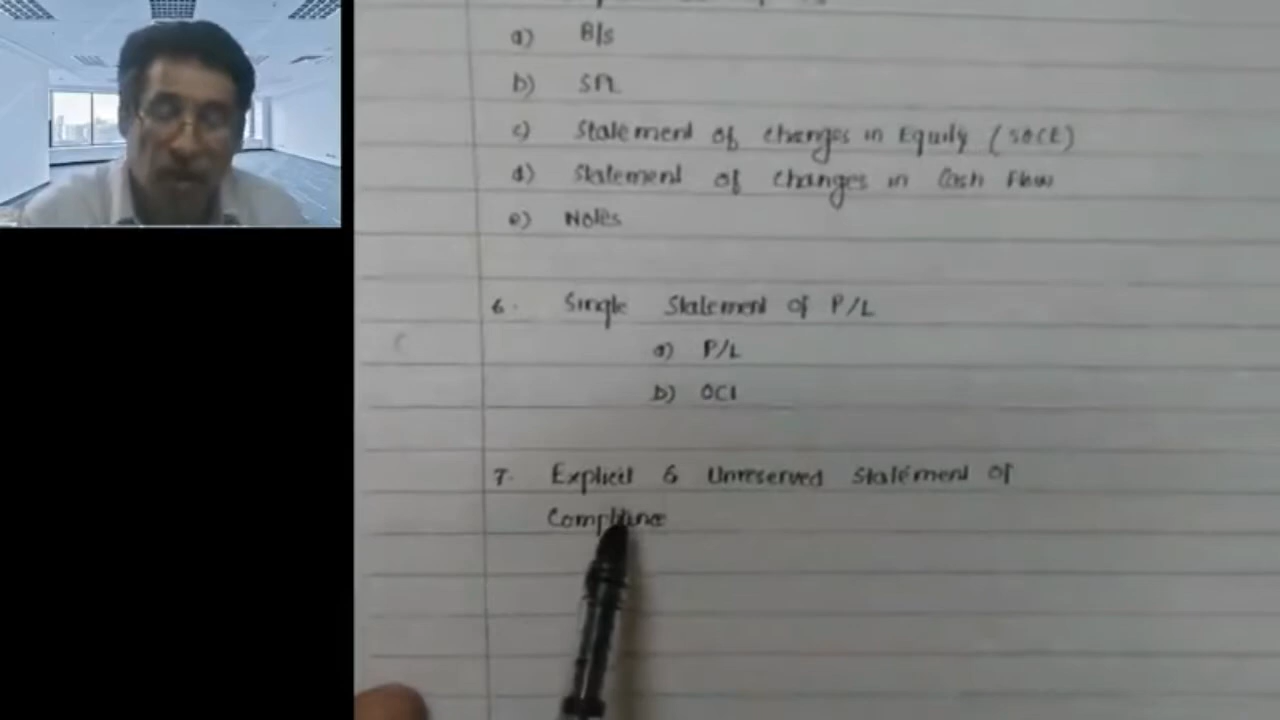 a) B/s
b) SPL
c) Statement of changes in Equity (SOCE)
d) Statement of changes in Cash Flow
e) Notes
6. Single Statement of P/L
a) P/L
b) OCI
7. Explicit & Unreserved Statement of
Compliance